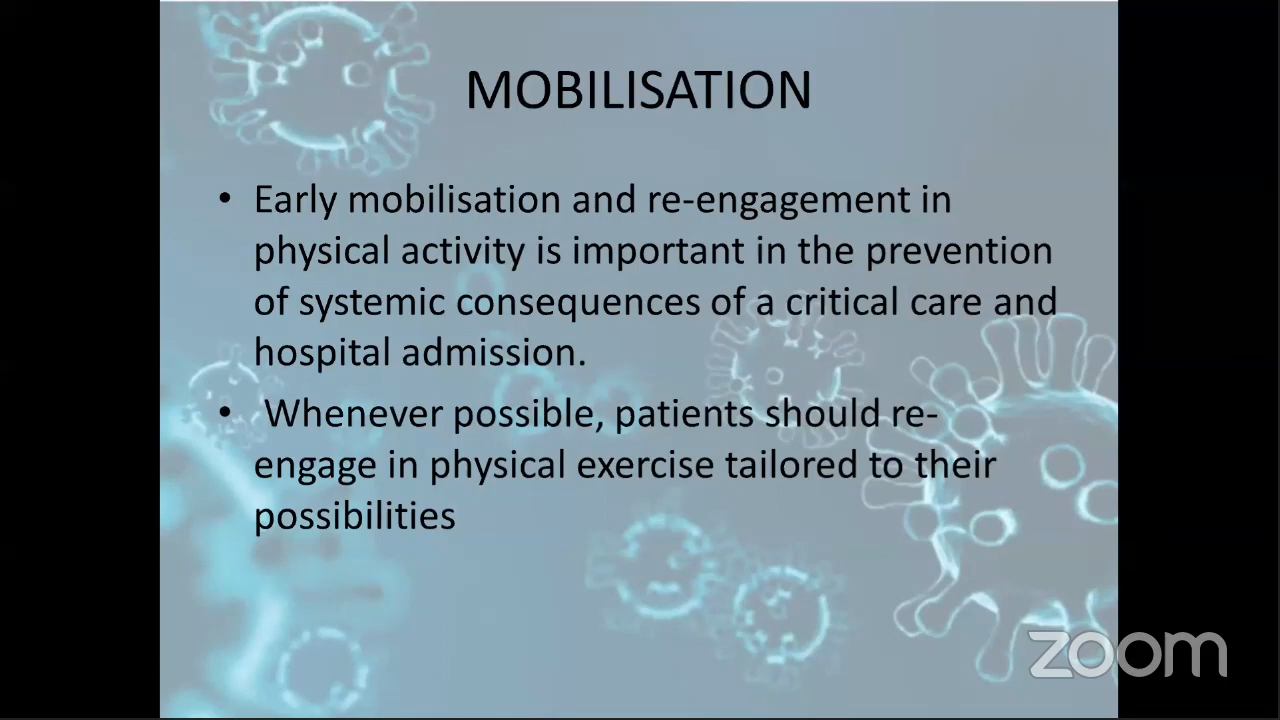 MOBILISATION
• Early mobilisation and re-engagement in
physical activity is important in the prevention
of systemic consequences of a critical care and
hospital admission.
• Whenever possible, patients should re-
engage in physical exercise tailored to their
possibilities
zoom